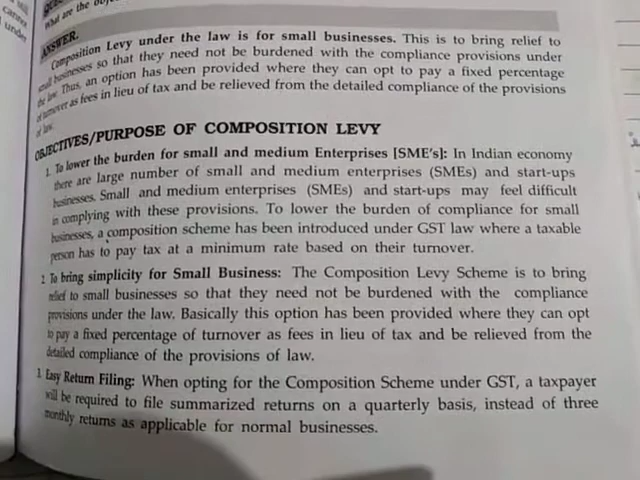 What are the obje
ANSWER.
Composition Levy under the law is for small businesses. This is to bring relief to
small businesses so that they need not be burdened with the compliance provisions under
the law. Thus, an option has been provided where they can opt to pay a fixed percentage
of turnover as fees in lieu of tax and be relieved from the detailed compliance of the provisions
of law.
OBJECTIVES/PURPOSE OF COMPOSITION LEVY
1. To lower the burden for small and medium Enterprises [SME's]: In Indian economy
there are large number of small and medium enterprises (SMEs) and start-ups
businesses. Small and medium enterprises (SMEs) and start-ups may feel difficult
in complying with these provisions. To lower the burden of compliance for small
businesses, a composition scheme has been introduced under GST law where a taxable
person has to pay tax at a minimum rate based on their turnover.
2. To bring simplicity for Small Business: The Composition Levy Scheme is to bring
relief to small businesses so that they need not be burdened with the compliance
provisions under the law. Basically this option has been provided where they can opt
to pay a fixed percentage of turnover as fees in lieu of tax and be relieved from the
detailed compliance of the provisions of law.
3. Easy Return Filing: When opting for the Composition Scheme under GST, a taxpayer
will be required to file summarized returns on a quarterly basis, instead of three
monthly returns as applicable for normal businesses.